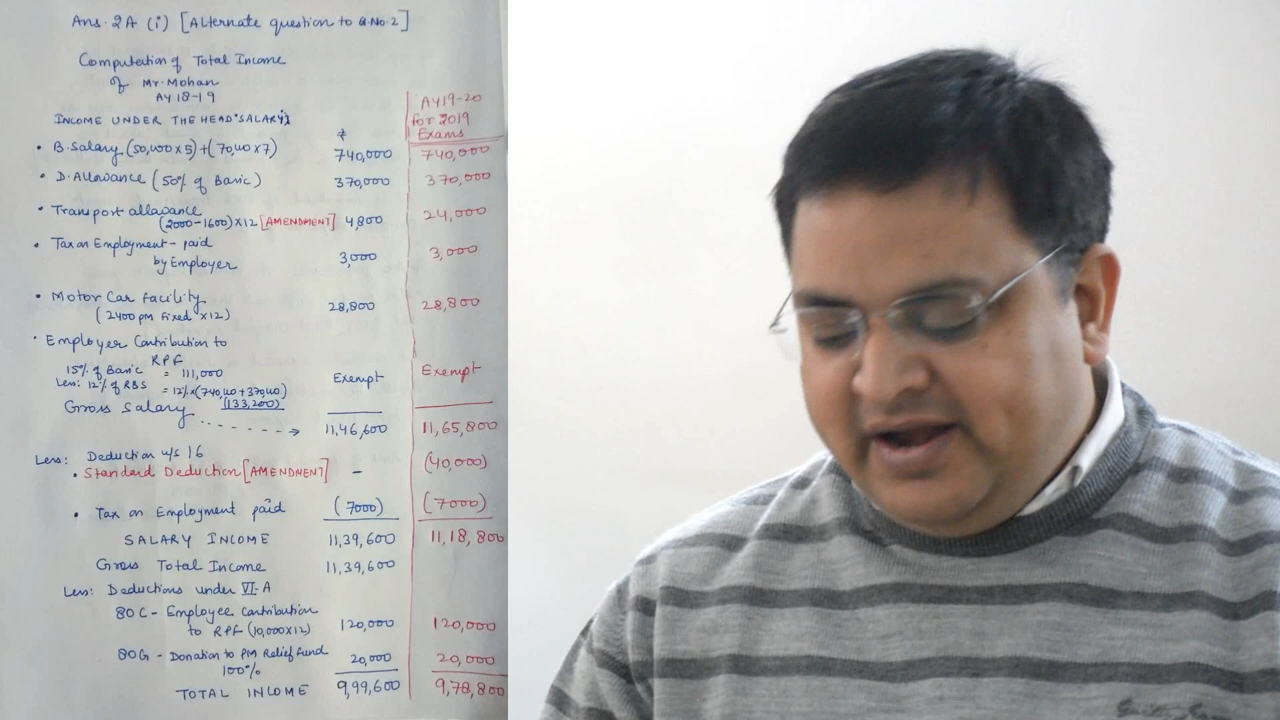 Ans. 2A (i) [Alternate question to Q.No.2]
Computation of Total Income
of Mr. Mohan
AY 18-19
AY 19-20
for 2019
Exams
INCOME UNDER THE HEAD "SALARY"
₹
• B. Salary (50,000 x 5) + (70,000 x 7) 740,000 740,000
• D. Allowance (50% of Basic) 370,000 370,000
• Transport allowance
(2000-1600) x 12 [AMENDMENT] 4,800 24,000
• Tax on Employment - paid
by Employer 3,000 3,000
• Motor Car facility
(2400 pm Fixed x 12) 28,800 28,800
• Employer Contribution to
RPF
15% of Basic = 111,000
Less: 12% of RBS = 12% x (740,000 + 370,000) Exempt Exempt
(133,200)
Gross Salary ........→ 11,46,600 11,65,800
Less: Deduction u/s 16
• Standard Deduction [AMENDMENT] – (40,000)
• Tax on Employment paid (7000) (7000)
SALARY INCOME 11,39,600 11,18,800
Gross Total Income 11,39,600
Less: Deductions under VI-A
80C - Employee Contribution
to RPF (10,000x12) 120,000 120,000
80G - Donation to PM Relief Fund
100% 20,000 20,000
TOTAL INCOME 9,99,600 9,78,800